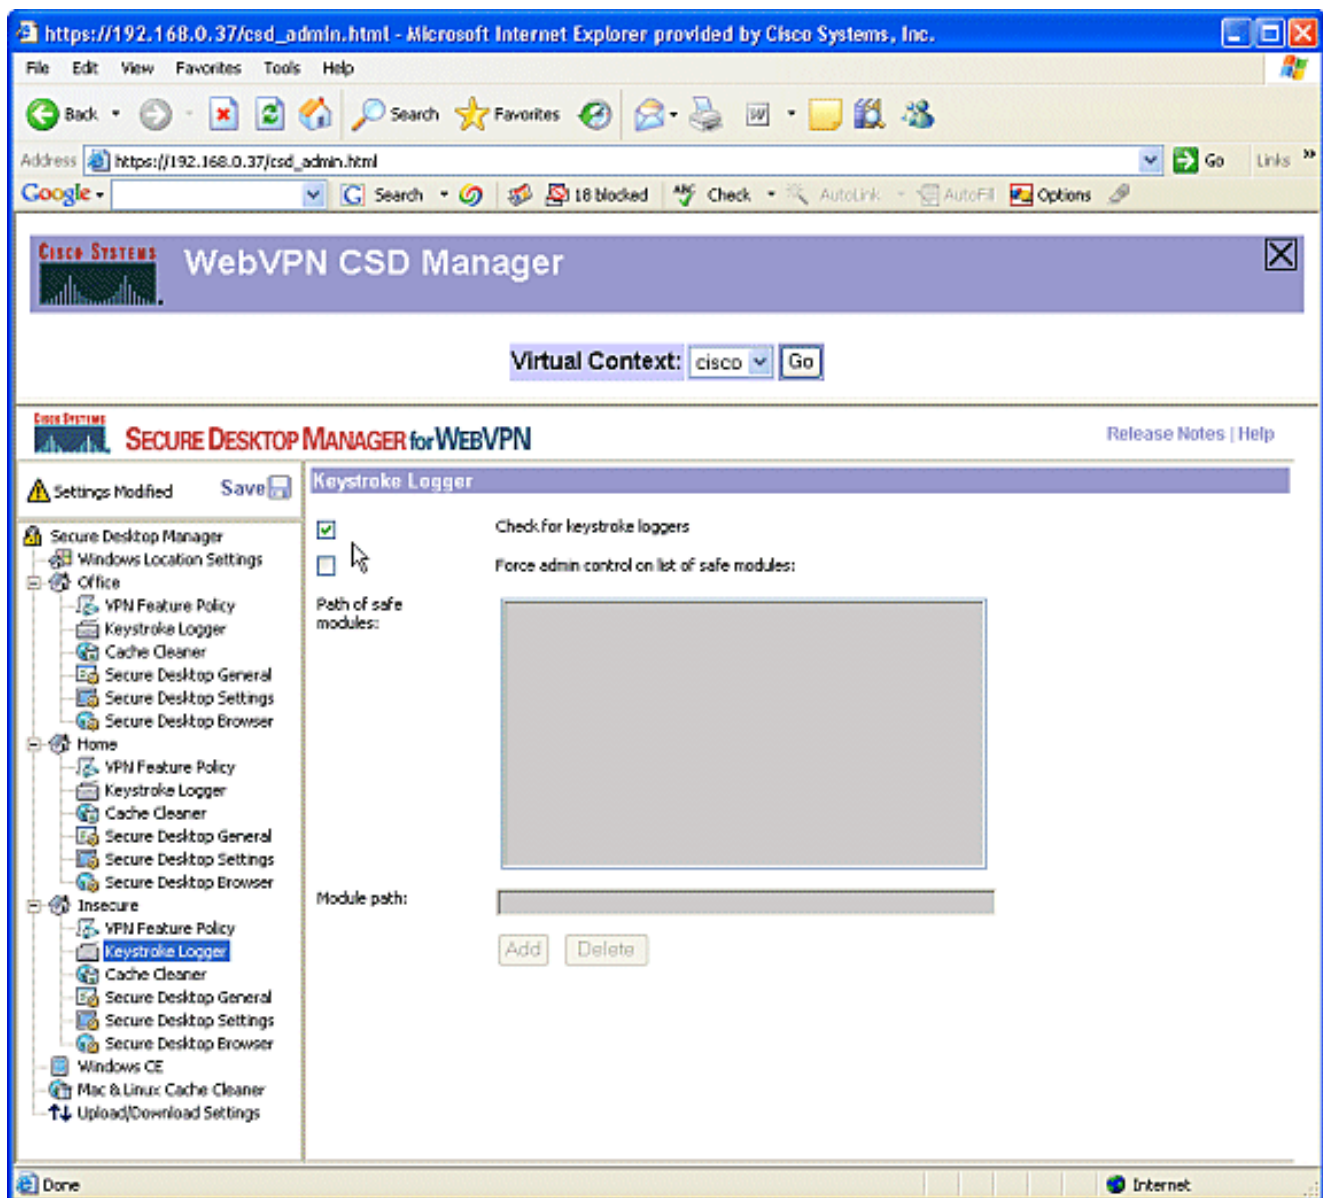 https://192.168.0.37/csd_admin.html - Microsoft Internet Explorer provided by Cisco Systems, Inc.
File Edit View Favorites Tools Help
Back Search Favorites
Address https://192.168.0.37/csd_admin.html Go Links »
Google Search 18 blocked Check AutoLink AutoFill Options
CISCO SYSTEMS WebVPN CSD Manager
Virtual Context: cisco Go
CISCO SYSTEMS SECURE DESKTOP MANAGER for WEBVPN Release Notes | Help
Settings Modified Save
Secure Desktop Manager
Windows Location Settings
Office
VPN Feature Policy
Keystroke Logger
Cache Cleaner
Secure Desktop General
Secure Desktop Settings
Secure Desktop Browser
Home
VPN Feature Policy
Keystroke Logger
Cache Cleaner
Secure Desktop General
Secure Desktop Settings
Secure Desktop Browser
Insecure
VPN Feature Policy
Keystroke Logger
Cache Cleaner
Secure Desktop General
Secure Desktop Settings
Secure Desktop Browser
Windows CE
Mac & Linux Cache Cleaner
Upload/Download Settings
Keystroke Logger
Check for keystroke loggers
Force admin control on list of safe modules:
Path of safe
modules:
Module path:
Add Delete
Done Internet